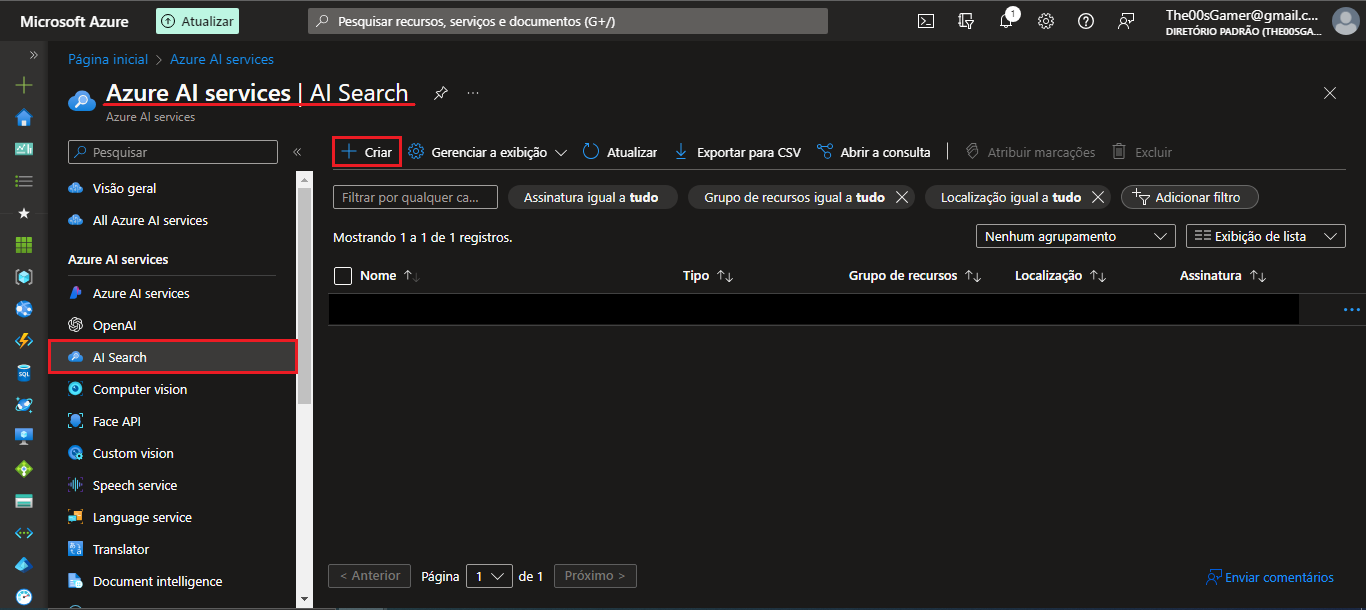 Microsoft Azure
Atualizar
Pesquisar recursos, serviços e documentos (G+/)
1
The00sGamer@gmail.c...
DIRETÓRIO PADRÃO (THE00SGA...
Página inicial > Azure AI services
Azure AI services | AI Search
Azure AI services
Pesquisar
Visão geral
All Azure AI services
Azure AI services
Azure AI services
OpenAI
AI Search
Computer vision
Face API
Custom vision
Speech service
Language service
Translator
Document intelligence
Criar
Gerenciar a exibição
Atualizar
Exportar para CSV
Abrir a consulta
Atribuir marcações
Excluir
Filtrar por qualquer ca...
Assinatura igual a tudo
Grupo de recursos igual a tudo
Localização igual a tudo
Adicionar filtro
Mostrando 1 a 1 de 1 registros.
Nenhum agrupamento
Exibição de lista
Nome
Tipo
Grupo de recursos
Localização
Assinatura
< Anterior
Página 1 de 1
Próximo >
Enviar comentários
SQL